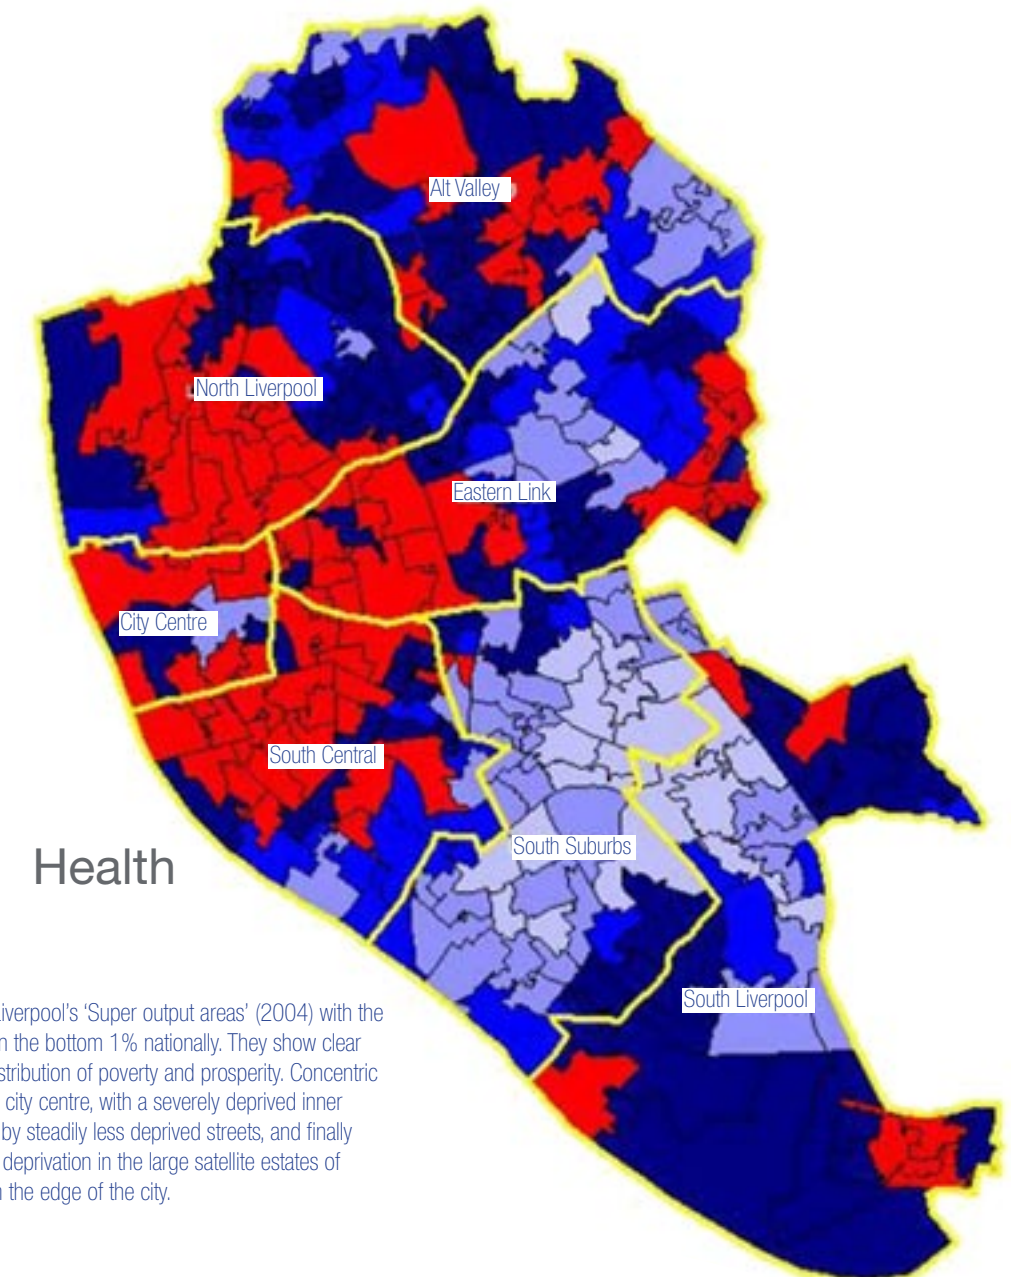 Alt Valley
North Liverpool
Eastern Link
City Centre
South Central
South Suburbs
Health
South Liverpool
iverpool's ‘Super output areas’ (2004) with the
n the bottom 1% nationally. They show clear
stribution of poverty and prosperity. Concentric
city centre, with a severely deprived inner
by steadily less deprived streets, and finally
deprivation in the large satellite estates of
n the edge of the city.